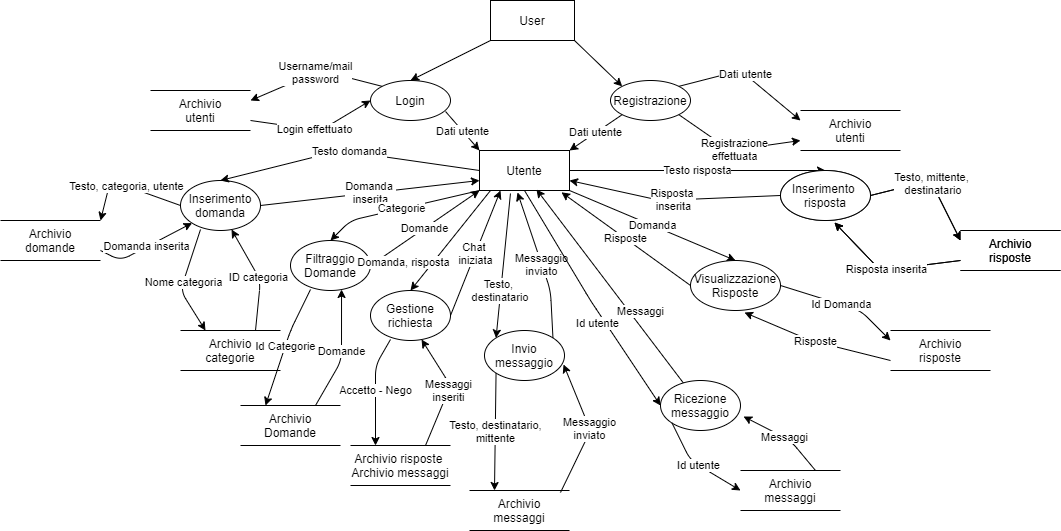 User
Username/mail
password
Dati utente
Archivio
utenti
Login
Registrazione
Archivio
utenti
Login effettuato
Dati utente
Dati utente
Registrazione
effettuata
Testo domanda
Utente
Testo risposta
Testo, categoria, utente
Inserimento
domanda
Domanda
inserita
Risposta
inserita
Inserimento
risposta
Testo, mittente,
destinatario
Categorie
Archivio
domande
Domanda inserita
Domande
Domanda
Risposte
Archivio
risposte
Chat
iniziata
Filtraggio
Domande
Domanda, risposta
Messaggio
inviato
Risposta inserita
Nome categoria
ID categoria
Testo,
destinatario
Visualizzazione
Risposte
Id Domanda
Gestione
richiesta
Id utente
Messaggi
Archivio
categorie
Id Categorie
Domande
Invio
messaggio
Risposte
Archivio
risposte
Accetto - Nego
Messaggi
inseriti
Ricezione
messaggio
Archivio
Domande
Testo, destinatario,
mittente
Messaggio
inviato
Messaggi
Archivio risposte
Archivio messaggi
Id utente
Archivio
messaggi
Archivio
messaggi